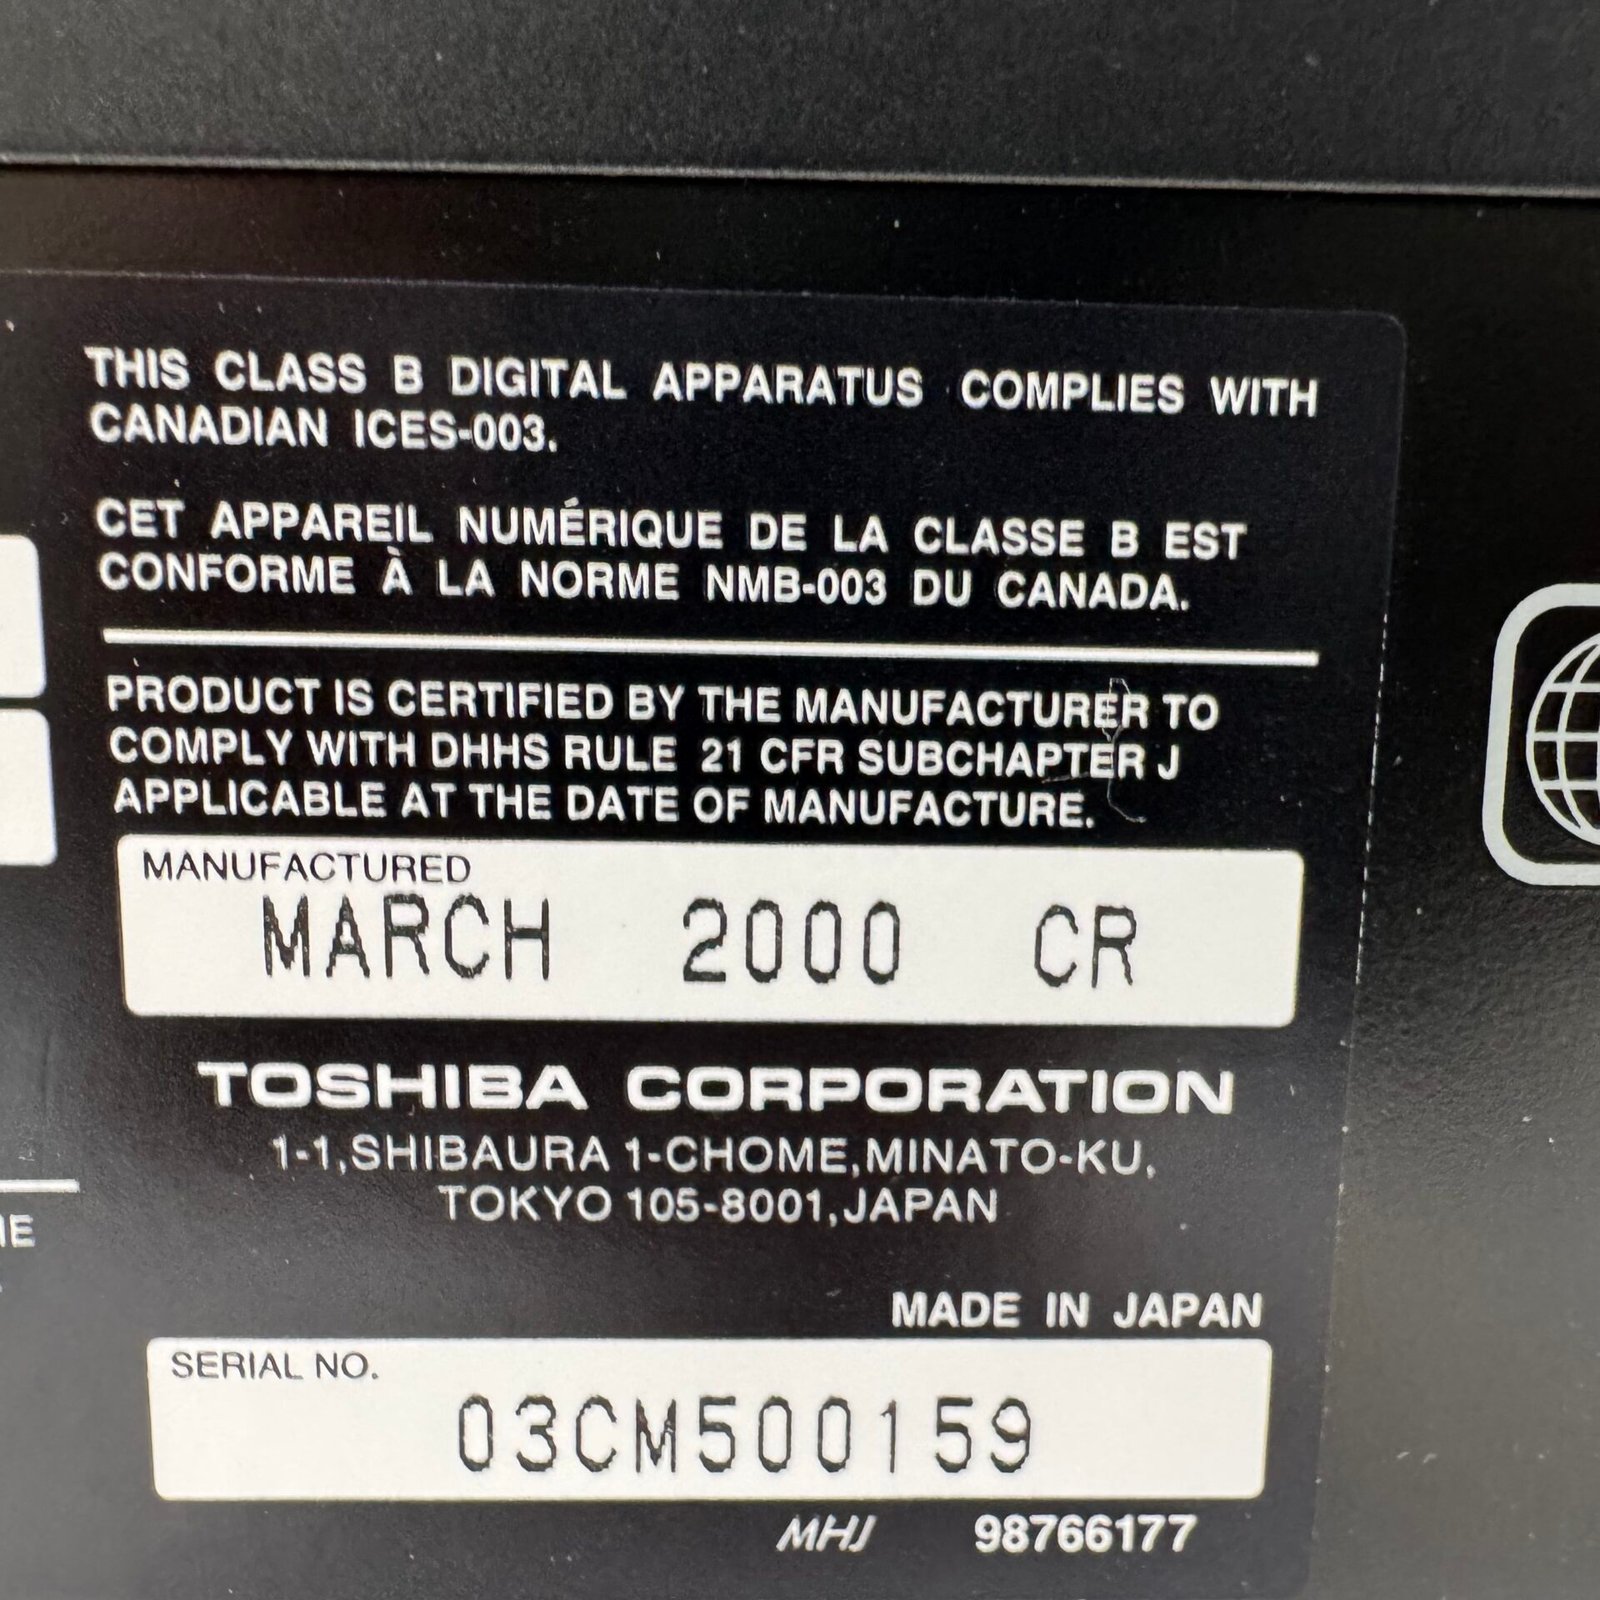 THIS CLASS B DIGITAL APPARATUS COMPLIES WITH
CANADIAN ICES-003.
CET APPAREIL NUMÉRIQUE DE LA CLASSE B EST
CONFORME À LA NORME NMB-003 DU CANADA.
PRODUCT IS CERTIFIED BY THE MANUFACTURER TO
COMPLY WITH DHHS RULE 21 CFR SUBCHAPTER J
APPLICABLE AT THE DATE OF MANUFACTURE.
MANUFACTURED
MARCH 2000 CR
TOSHIBA CORPORATION
1-1,SHIBAURA 1-CHOME,MINATO-KU,
TOKYO 105-8001,JAPAN
MADE IN JAPAN
SERIAL NO.
03CM500159
MHJ 98766177